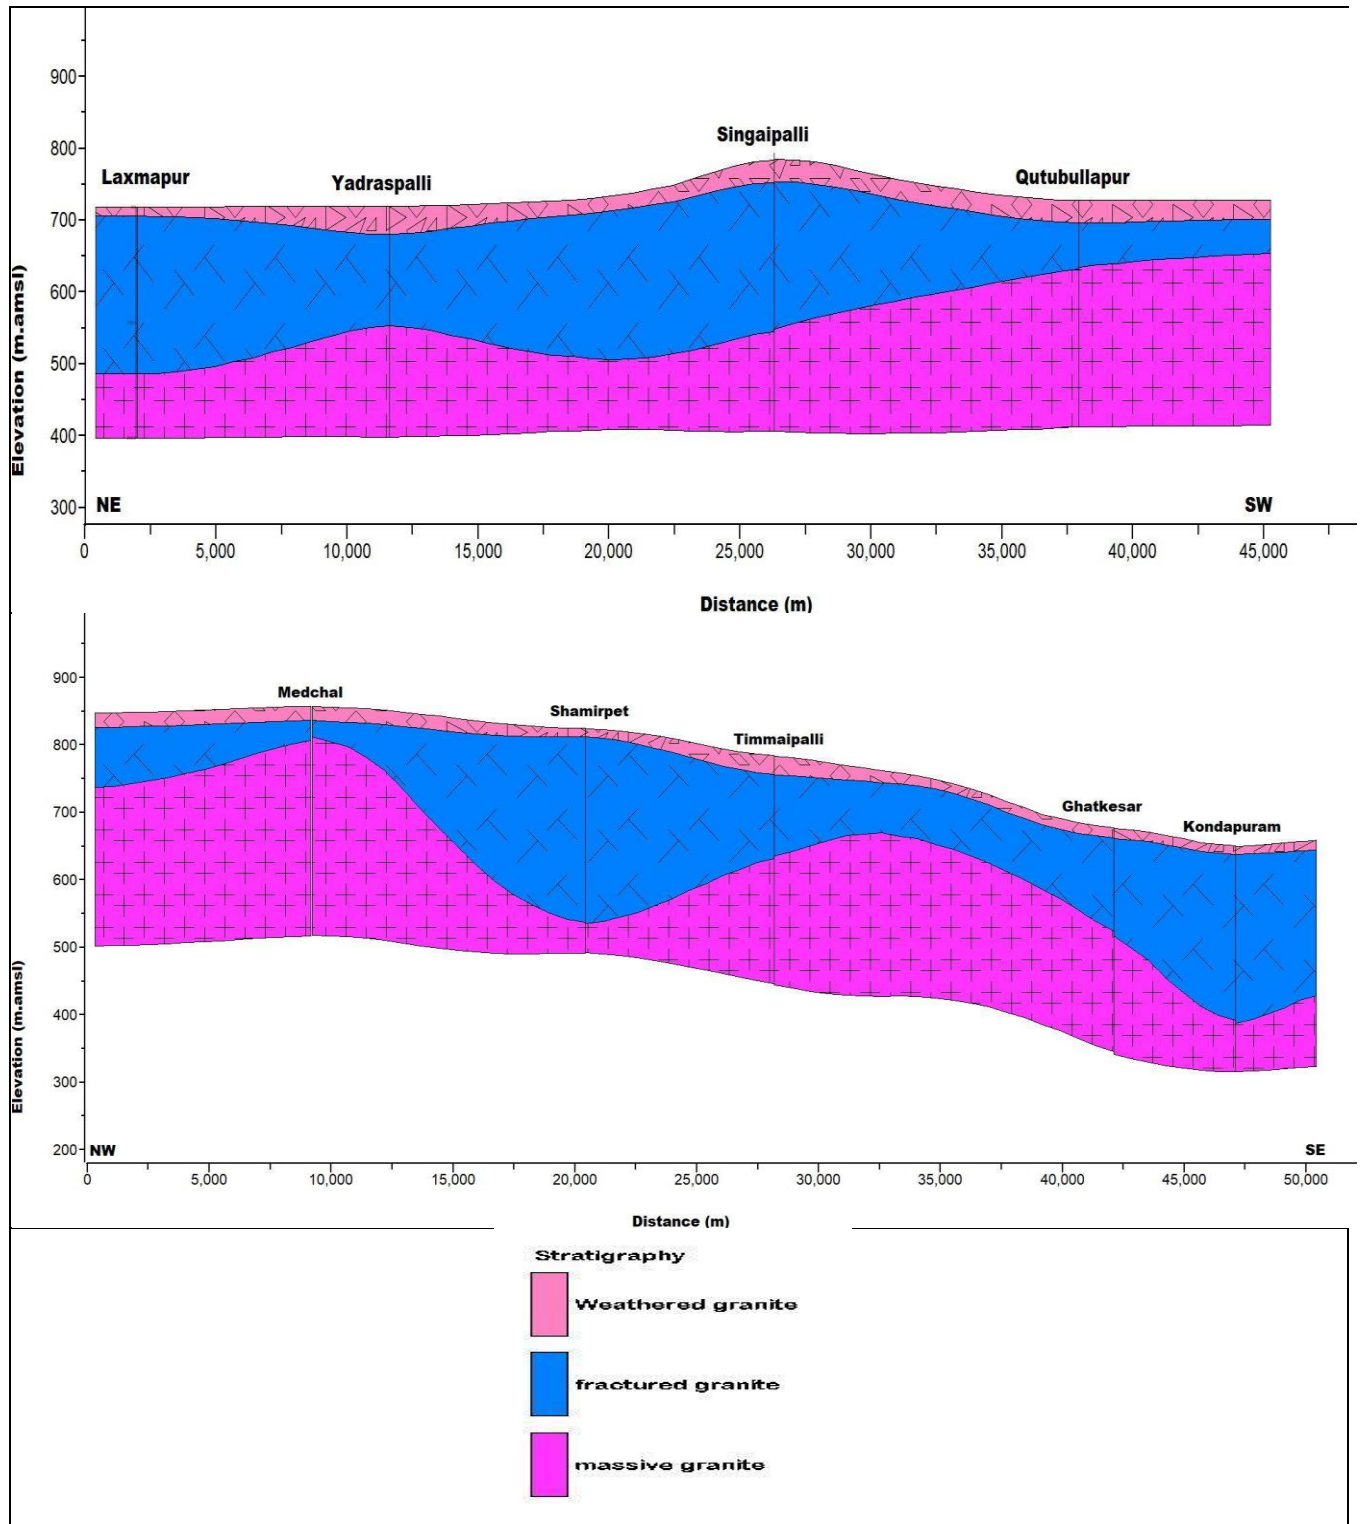 900
800
700
600
500
400
300
Elevation (m.amsl)
Laxmapur
Yadraspalli
Singaipalli
Qutubullapur
NE
SW
0 5,000 10,000 15,000 20,000 25,000 30,000 35,000 40,000 45,000
Distance (m)
900
800
700
600
500
400
300
200
Elevation (m.amsl)
Medchal
Shamirpet
Timmaipalli
Ghatkesar
Kondapuram
NW
SE
0 5,000 10,000 15,000 20,000 25,000 30,000 35,000 40,000 45,000 50,000
Distance (m)
Stratigraphy
Weathered granite
fractured granite
massive granite